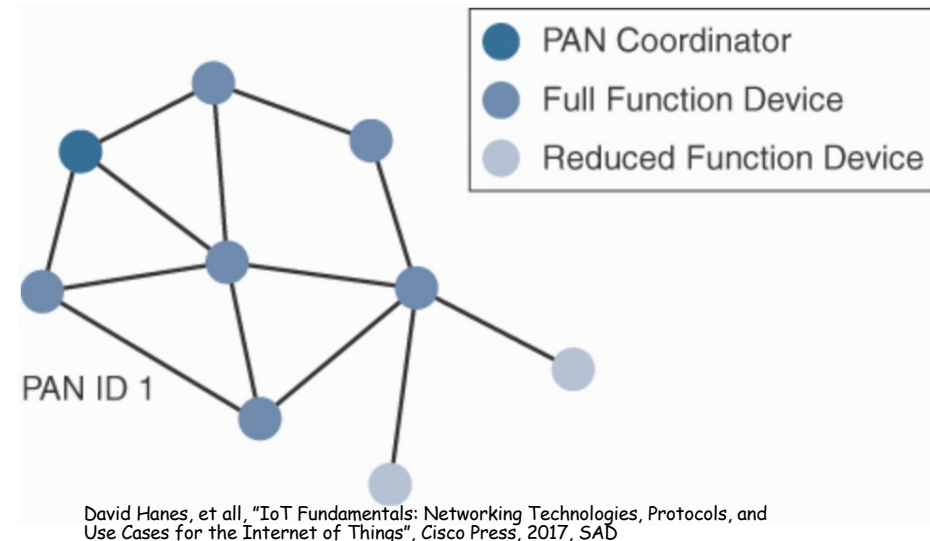 PAN Coordinator
Full Function Device
Reduced Function Device
PAN ID 1
David Hanes, et all, "IoT Fundamentals: Networking Technologies, Protocols, and
Use Cases for the Internet of Things", Cisco Press, 2017, SAD